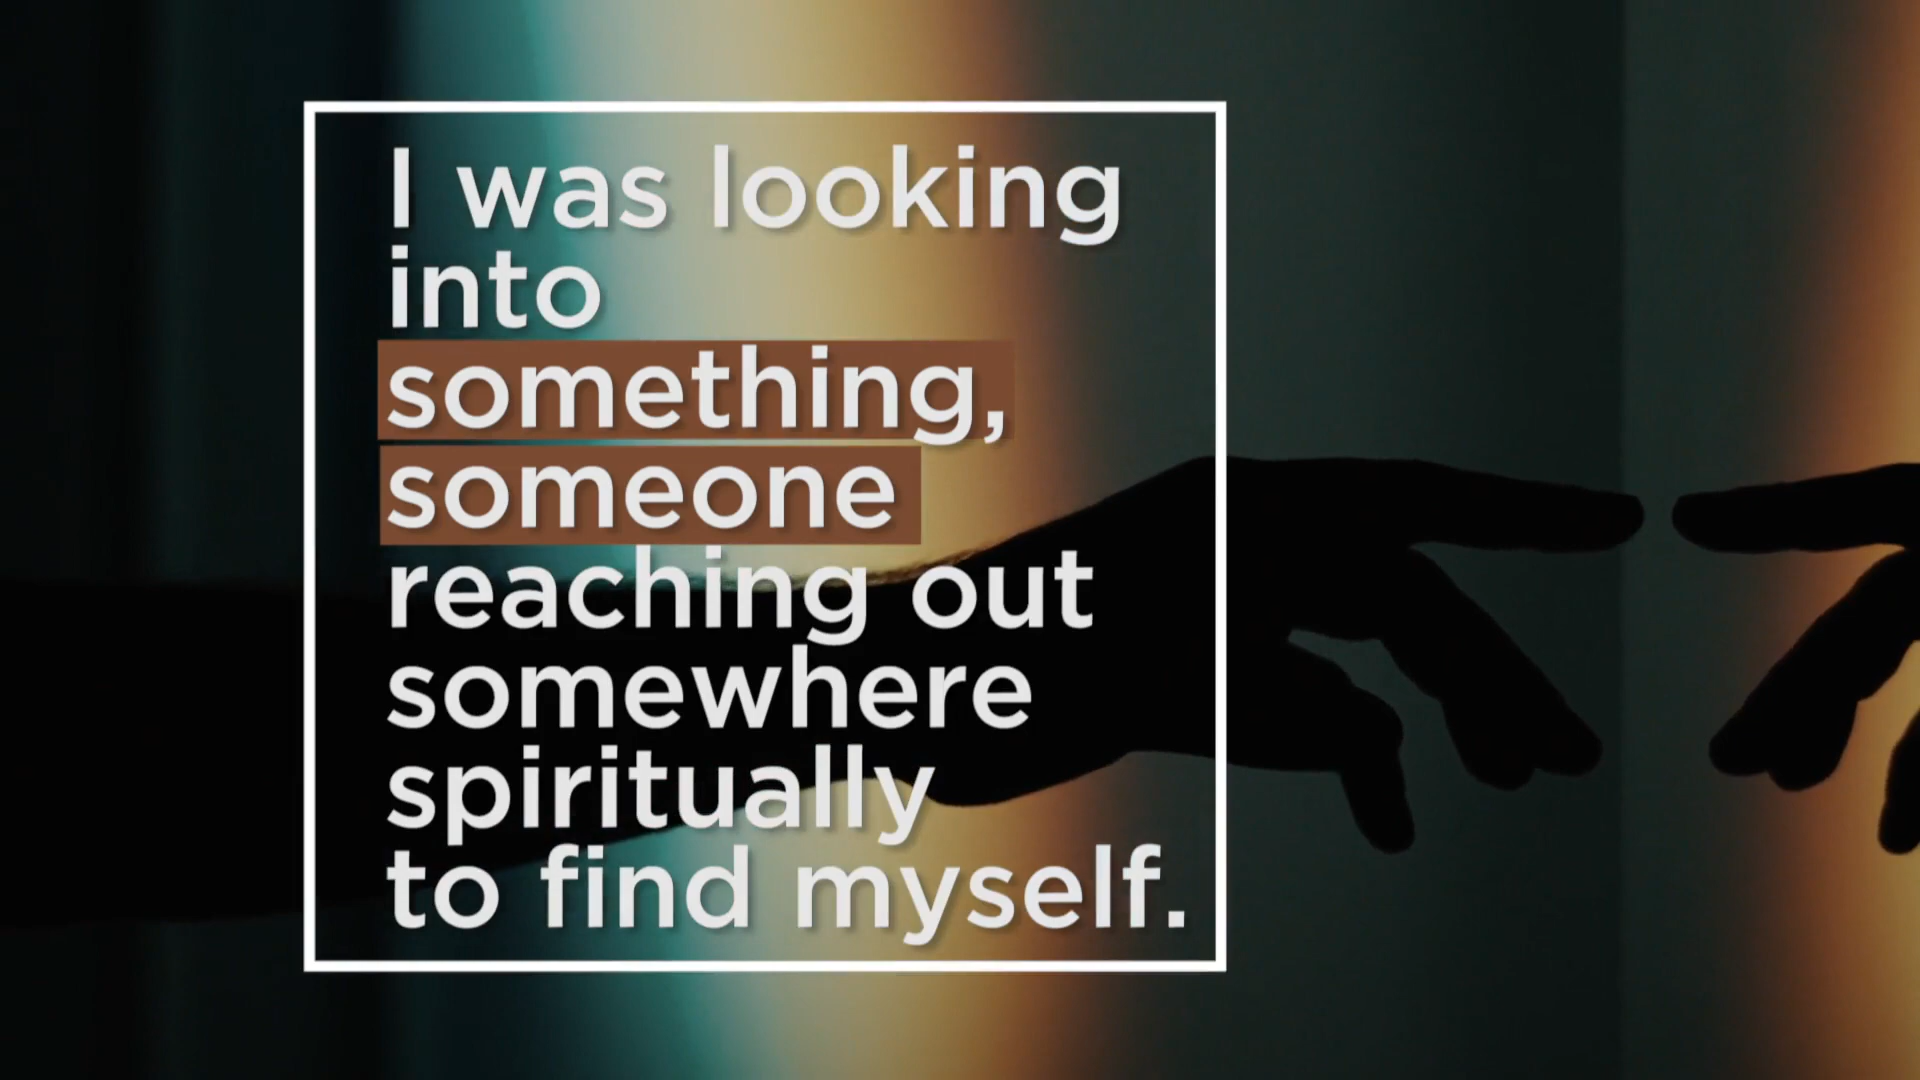 I was looking
into
something,
someone
reaching out
somewhere
spiritually
to find myself.